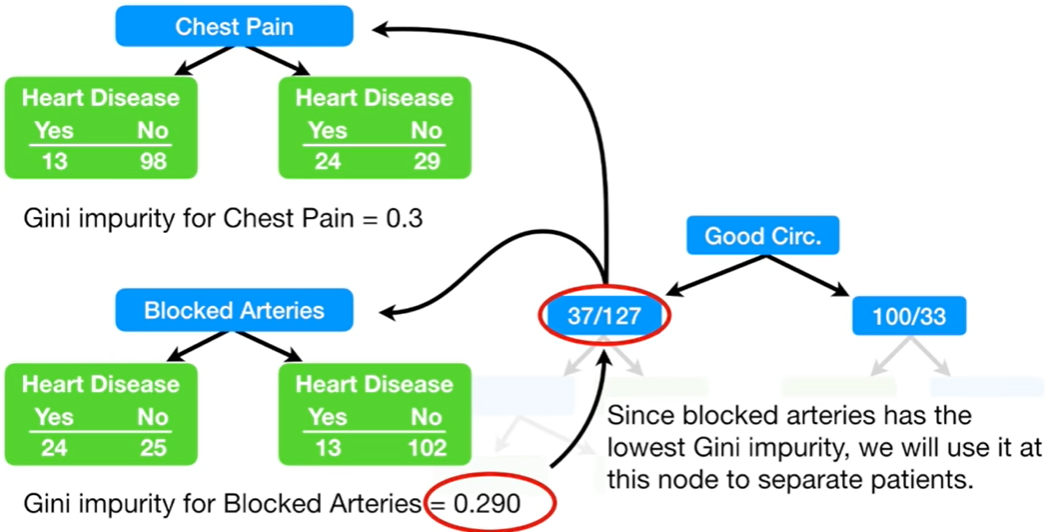 Chest Pain
Heart Disease
Yes No
13 98
Heart Disease
Yes No
24 29
Gini impurity for Chest Pain = 0.3
Good Circ.
37/127
100/33
Blocked Arteries
Heart Disease
Yes No
24 25
Heart Disease
Yes No
13 102
Gini impurity for Blocked Arteries = 0.290
Since blocked arteries has the
lowest Gini impurity, we will use it at
this node to separate patients.